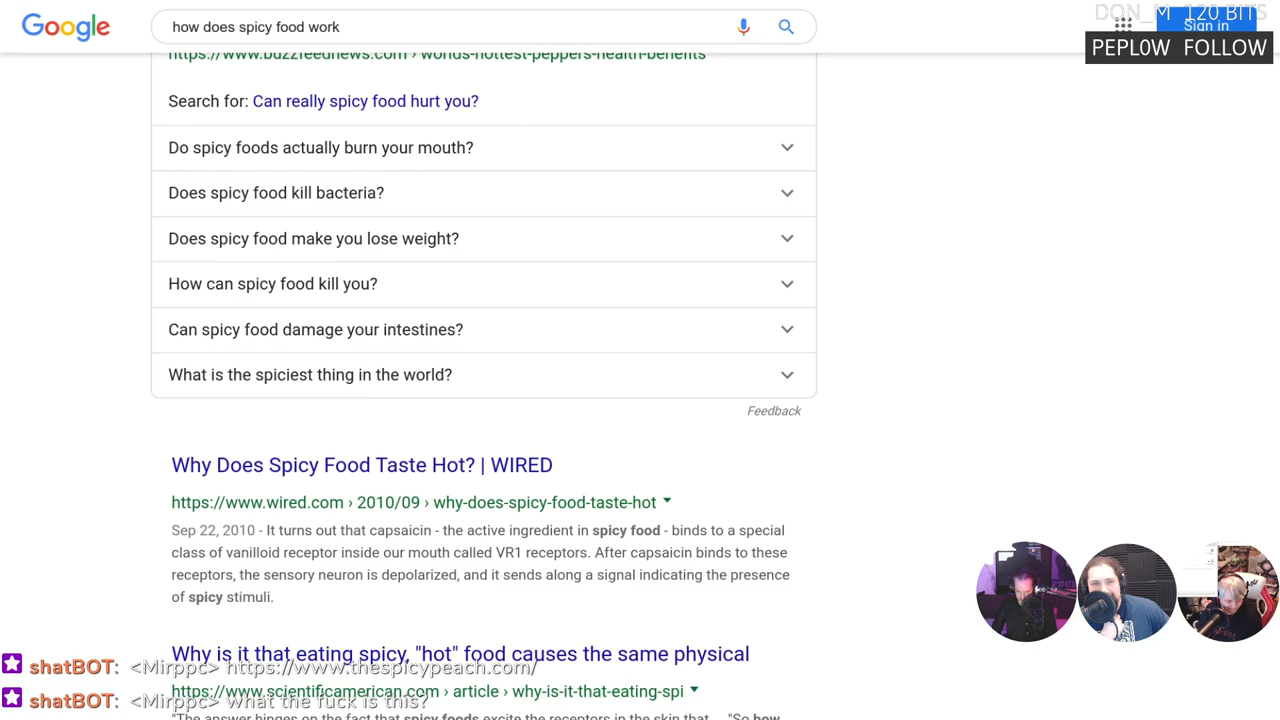 Google
how does spicy food work
DON_M 120 BITS
Sign in
PEPL0W FOLLOW
https://www.buzzfeednews.com › worlds-hottest-peppers-health-benefits
Search for: Can really spicy food hurt you?
Do spicy foods actually burn your mouth?
Does spicy food kill bacteria?
Does spicy food make you lose weight?
How can spicy food kill you?
Can spicy food damage your intestines?
What is the spiciest thing in the world?
Feedback
Why Does Spicy Food Taste Hot? | WIRED
https://www.wired.com › 2010/09 › why-does-spicy-food-taste-hot
Sep 22, 2010 - It turns out that capsaicin - the active ingredient in spicy food - binds to a special
class of vanilloid receptor inside our mouth called VR1 receptors. After capsaicin binds to these
receptors, the sensory neuron is depolarized, and it sends along a signal indicating the presence
of spicy stimuli.
Why is it that eating spicy, "hot" food causes the same physical
shatBOT: <Mirppc> https://www.thespicypeach.com/
https://www.scientificamerican.com › article › why-is-it-that-eating-spi
shatBOT: <Mirppc> what the fuck is this?
"The answer hinges on the fact that spicy foods excite the receptors in the skin that ... "So how